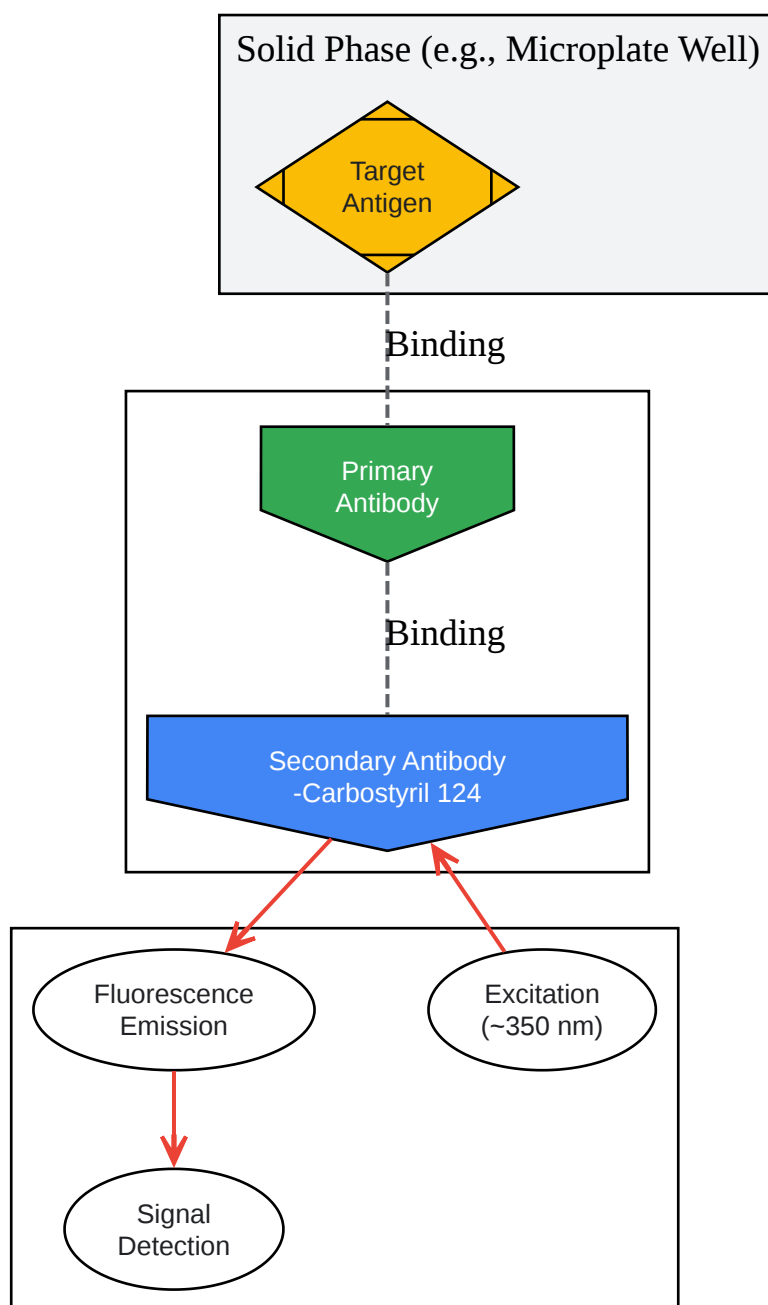 Solid Phase (e.g., Microplate Well)
Target
Antigen
Binding
Primary
Antibody
Binding
Secondary Antibody
-Carbostyril 124
Fluorescence
Emission
Excitation
(~350 nm)
Signal
Detection